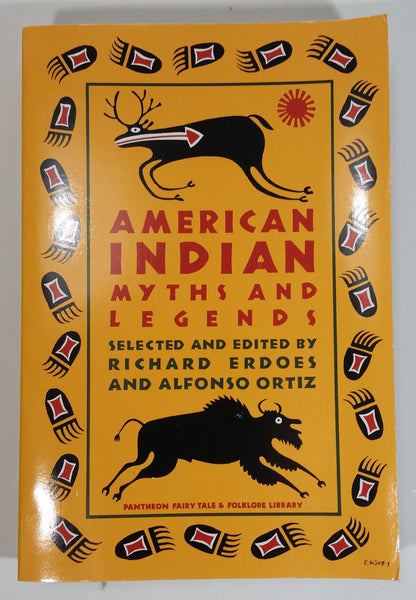 AMERICAN
INDIAN
MYTHS AND
LEGENDS
SELECTED AND EDITED BY
RICHARD ERDOES
AND ALFONSO ORTIZ
PANTHEON FAIRY TALE & FOLKLORE LIBRARY